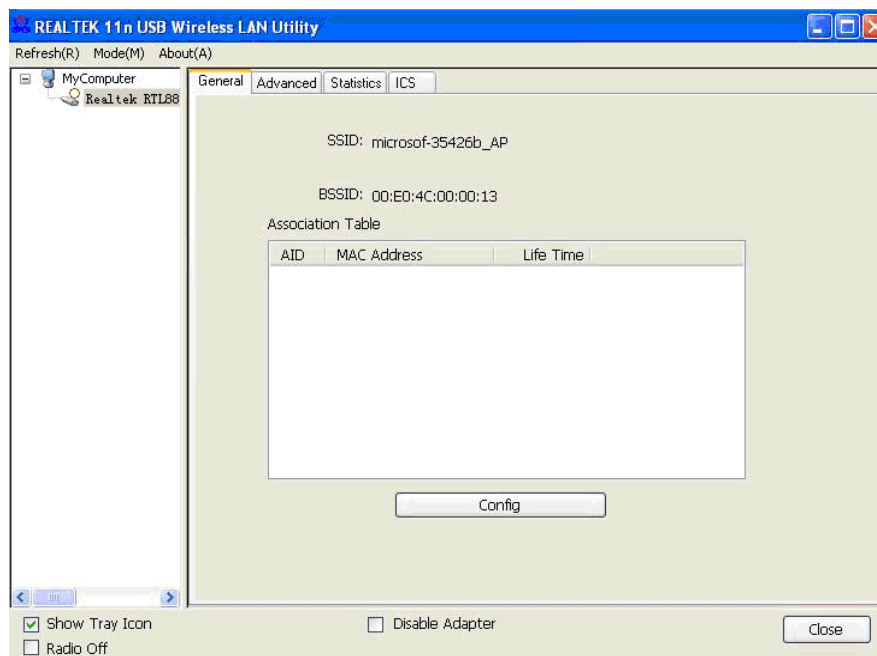 REALTEK 11n USB Wireless LAN Utility
Refresh(R) Mode(M) About(A)
MyComputer
Realtek RTL88
General Advanced Statistics ICS
SSID: microsof-35426b_AP
BSSID: 00:E0:4C:00:00:13
Association Table
AID MAC Address Life Time
Config
Show Tray Icon Disable Adapter
Radio Off
Close